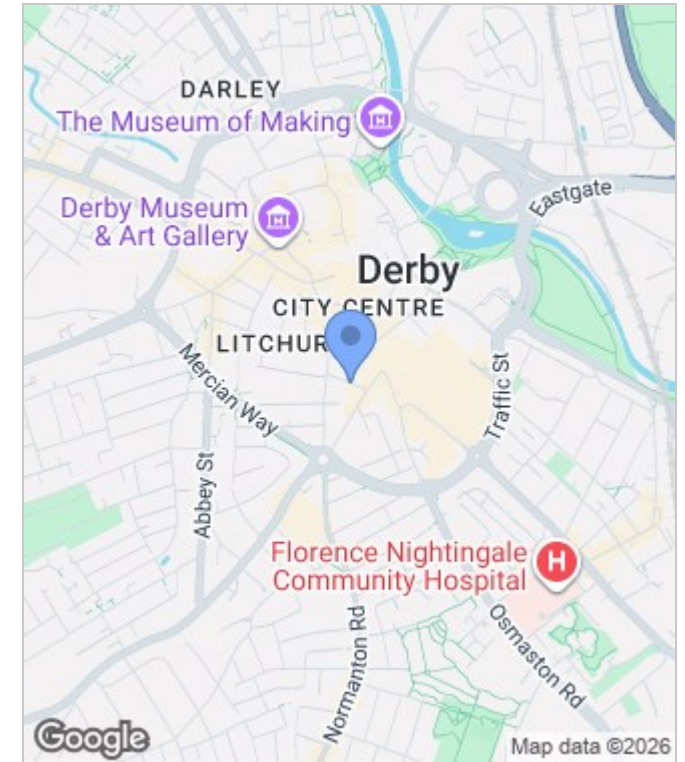 DARLEY
The Museum of Making
Derby Museum
& Art Gallery
Eastgate
Derby
CITY CENTRE
LITCHUR
Mercian Way
Traffic St
Abbey St
Florence Nightingale
Community Hospital
H
Osmaston Rd
Normanton Rd
Google
Map data ©2026